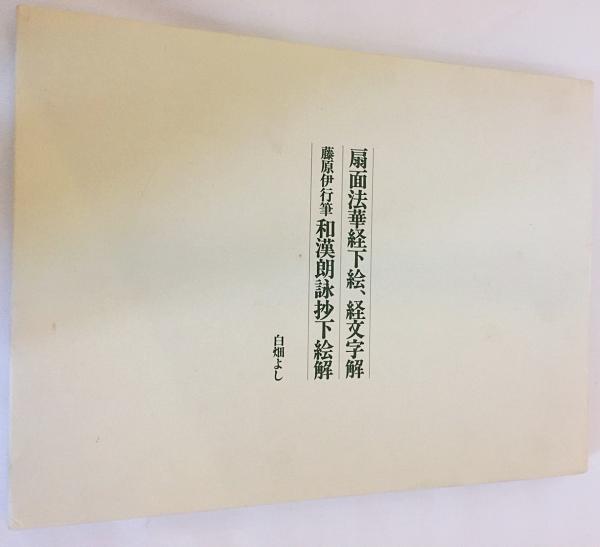 扇面法華経下絵、経文字解
藤原伊行筆 和漢朗詠抄下絵解
白畑よし